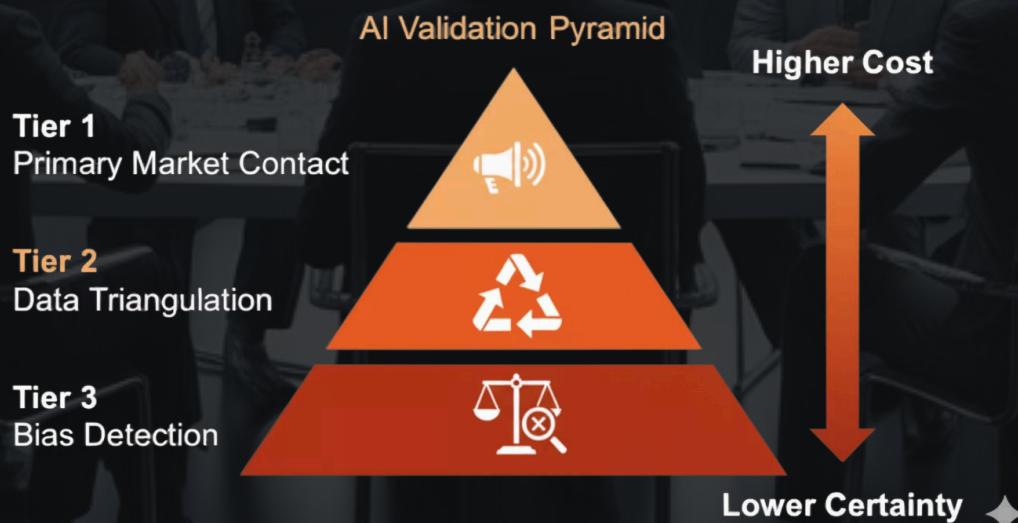 AI Validation Pyramid
Higher Cost
Tier 1
Primary Market Contact
Tier 2
Data Triangulation
Tier 3
Bias Detection
Lower Certainty